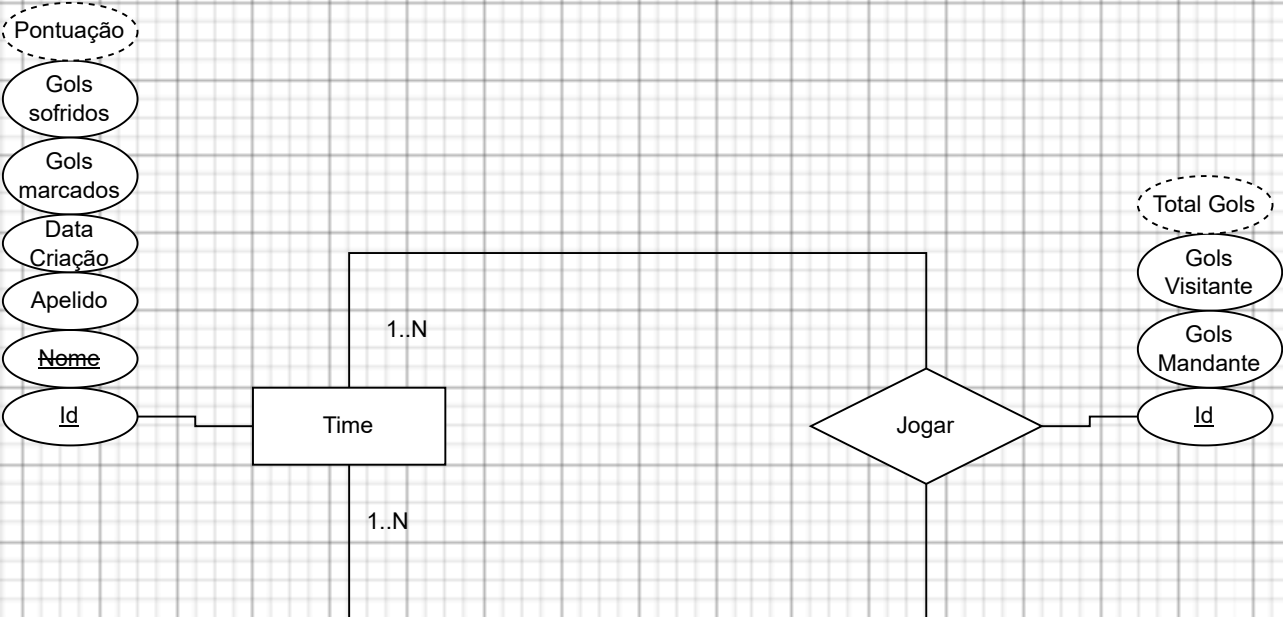 Pontuação
Gols
sofridos
Gols
marcados
Data
Criação
Apelido
Nome
Id
1..N
Time
1..N
Jogar
Total Gols
Gols
Visitante
Gols
Mandante
Id